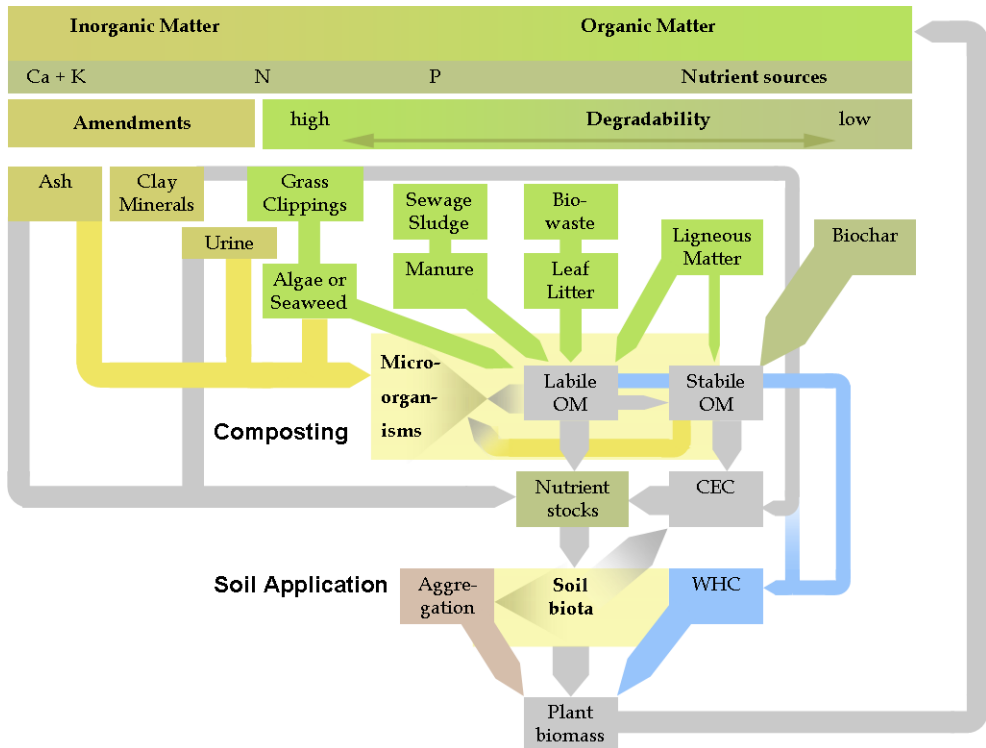 Inorganic Matter Organic Matter
Ca + K N P Nutrient sources
Amendments high Degradability low
Ash
Clay
Minerals
Grass
Clippings
Sewage
Sludge
Bio-
waste
Ligneous
Matter
Biochar
Urine
Algae or
Seaweed
Manure
Leaf
Litter
Micro-
organ-
isms
Labile
OM
Stabile
OM
Composting
Nutrient
stocks
CEC
Soil Application
Aggre-
gation
Soil
biota
WHC
Plant
biomass